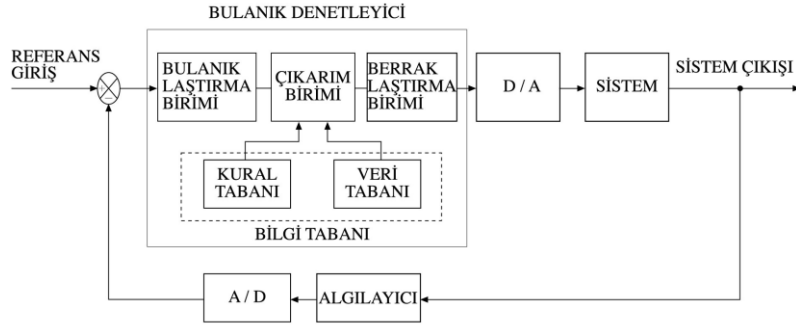 BULANIK DENETLEYİCİ
REFERANS
GİRİŞ
BULANIK
LAŞTIRMA
BİRİMİ
ÇIKARIM
BİRİMİ
BERRAK
LAŞTIRMA
BİRİMİ
D / A
SİSTEM
SİSTEM ÇIKIŞI
KURAL
TABANI
VERİ
TABANI
BİLGİ TABANI
A / D
ALGILAYICI